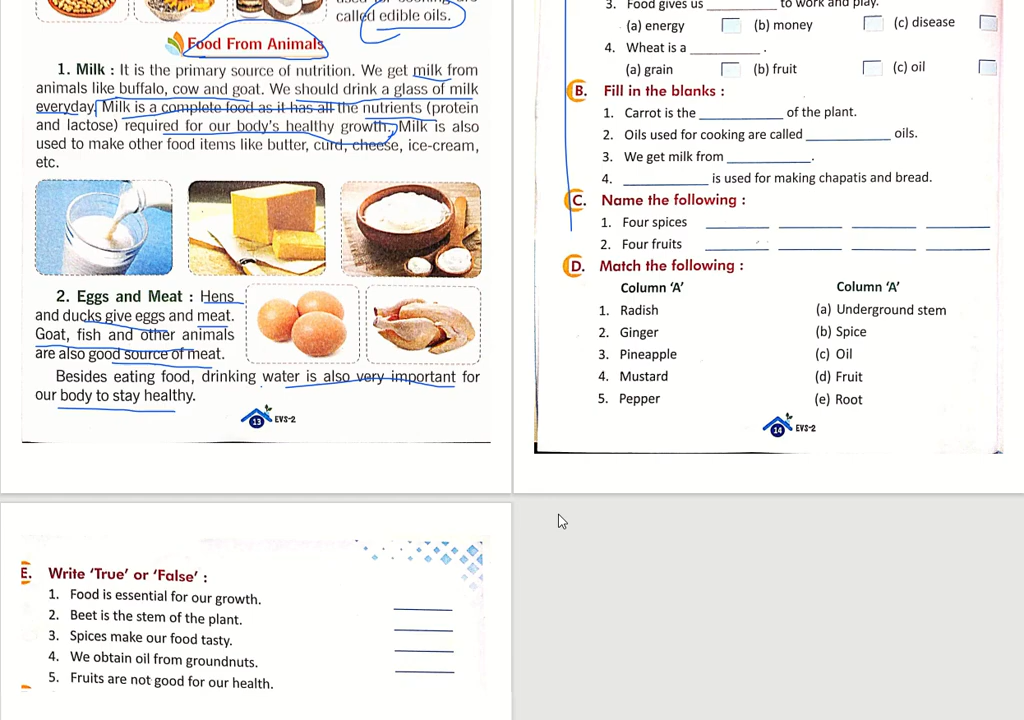 called edible oils.
Food From Animals
1. Milk : It is the primary source of nutrition. We get milk from
animals like buffalo, cow and goat. We should drink a glass of milk
everyday. Milk is a complete food as it has all the nutrients (protein
and lactose) required for our body's healthy growth. Milk is also
used to make other food items like butter, curd, cheese, ice-cream,
etc.
2. Eggs and Meat : Hens
and ducks give eggs and meat.
Goat, fish and other animals
are also good source of meat.
Besides eating food, drinking water is also very important for
our body to stay healthy.
13 EVS-2
3. Food gives us __________ to work and play.
(a) energy (b) money (c) disease
4. Wheat is a __________ .
(a) grain (b) fruit (c) oil
B. Fill in the blanks :
1. Carrot is the ____________ of the plant.
2. Oils used for cooking are called ____________ oils.
3. We get milk from ____________.
4. ____________ is used for making chapatis and bread.
C. Name the following :
1. Four spices
2. Four fruits
D. Match the following :
Column 'A' Column 'A'
1. Radish (a) Underground stem
2. Ginger (b) Spice
3. Pineapple (c) Oil
4. Mustard (d) Fruit
5. Pepper (e) Root
14 EVS-2
E. Write 'True' or 'False' :
1. Food is essential for our growth.
2. Beet is the stem of the plant.
3. Spices make our food tasty.
4. We obtain oil from groundnuts.
5. Fruits are not good for our health.